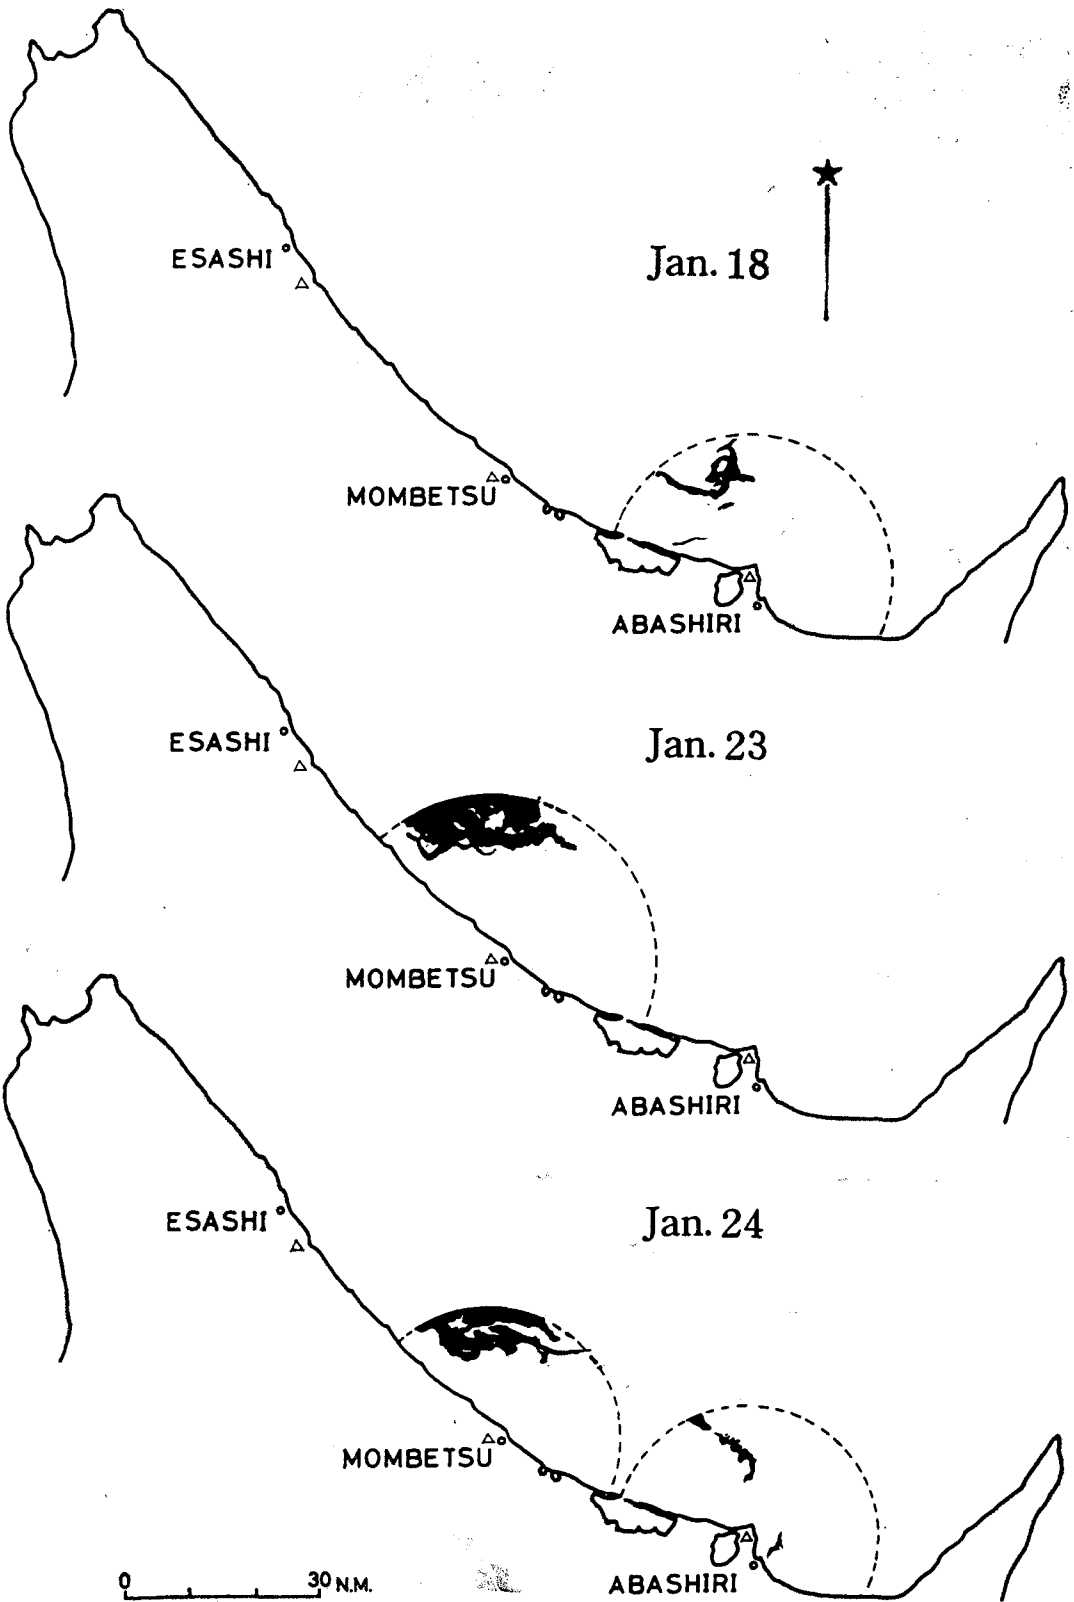 ESASHI
Jan. 18
MOMBETSU
ABASHIRI
ESASHI
Jan. 23
MOMBETSU
ABASHIRI
ESASHI
Jan. 24
MOMBETSU
ABASHIRI
0 30 N.M.